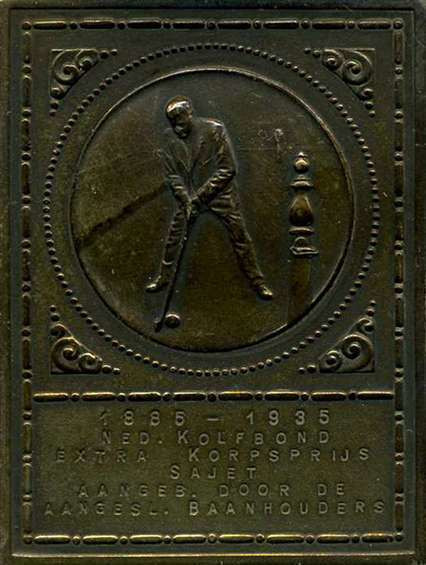 1885 - 1935
NED. KOLFBOND
EXTRA KORPSPRIJS
SAJET
AANGEB. DOOR DE
AANGESL. BAANHOUDERS